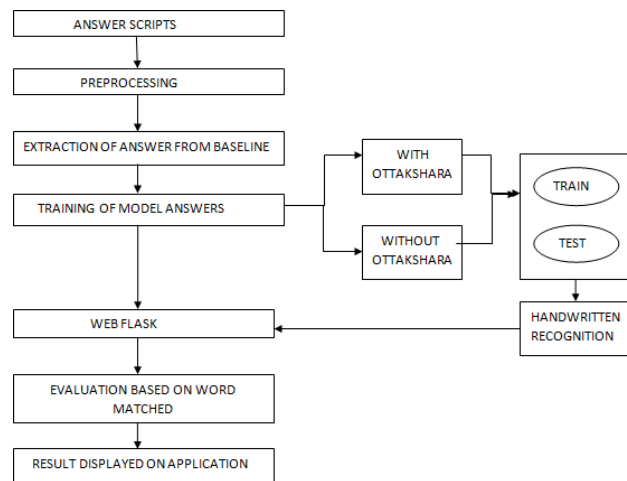 ANSWER SCRIPTS
PREPROCESSING
EXTRACTION OF ANSWER FROM BASELINE
TRAINING OF MODEL ANSWERS
WITH
OTTAKSHARA
WITHOUT
OTTAKSHARA
TRAIN
TEST
HANDWRITTEN
RECOGNITION
WEB FLASK
EVALUATION BASED ON WORD
MATCHED
RESULT DISPLAYED ON APPLICATION